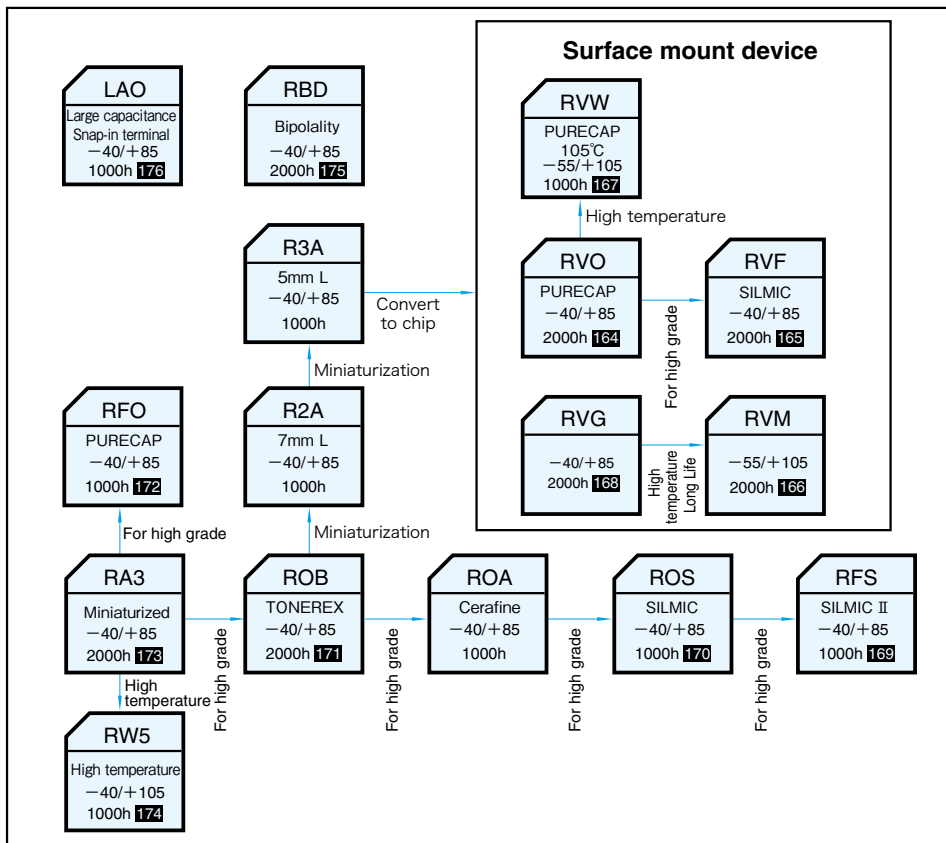 Surface mount device
LAO
Large capacitance
Snap-in terminal
−40/+85
1000h 176
RBD
Bipolality
−40/+85
2000h 175
RVW
PURECAP
105℃
−55/+105
1000h 167
High temperature
R3A
5mm L
−40/+85
1000h
Convert
to chip
RVO
PURECAP
−40/+85
2000h 164
For high grade
RVF
SILMIC
−40/+85
2000h 165
Miniaturization
RFO
PURECAP
−40/+85
1000h 172
R2A
7mm L
−40/+85
1000h
RVG
−40/+85
2000h 168
High
temperature
Long Life
RVM
−55/+105
2000h 166
For high grade
Miniaturization
RA3
Miniaturized
−40/+85
2000h 173
For high grade
ROB
TONEREX
−40/+85
2000h 171
For high grade
ROA
Cerafine
−40/+85
1000h
For high grade
ROS
SILMIC
−40/+85
1000h 170
For high grade
RFS
SILMIC II
−40/+85
1000h 169
High
temperature
RW5
High temperature
−40/+105
1000h 174